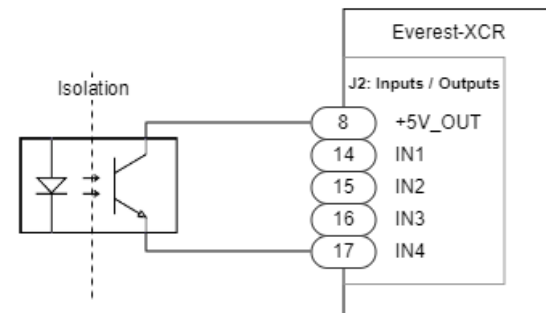 Everest-XCR
J2: Inputs / Outputs
Isolation
8 +5V_OUT
14 IN1
15 IN2
16 IN3
17 IN4